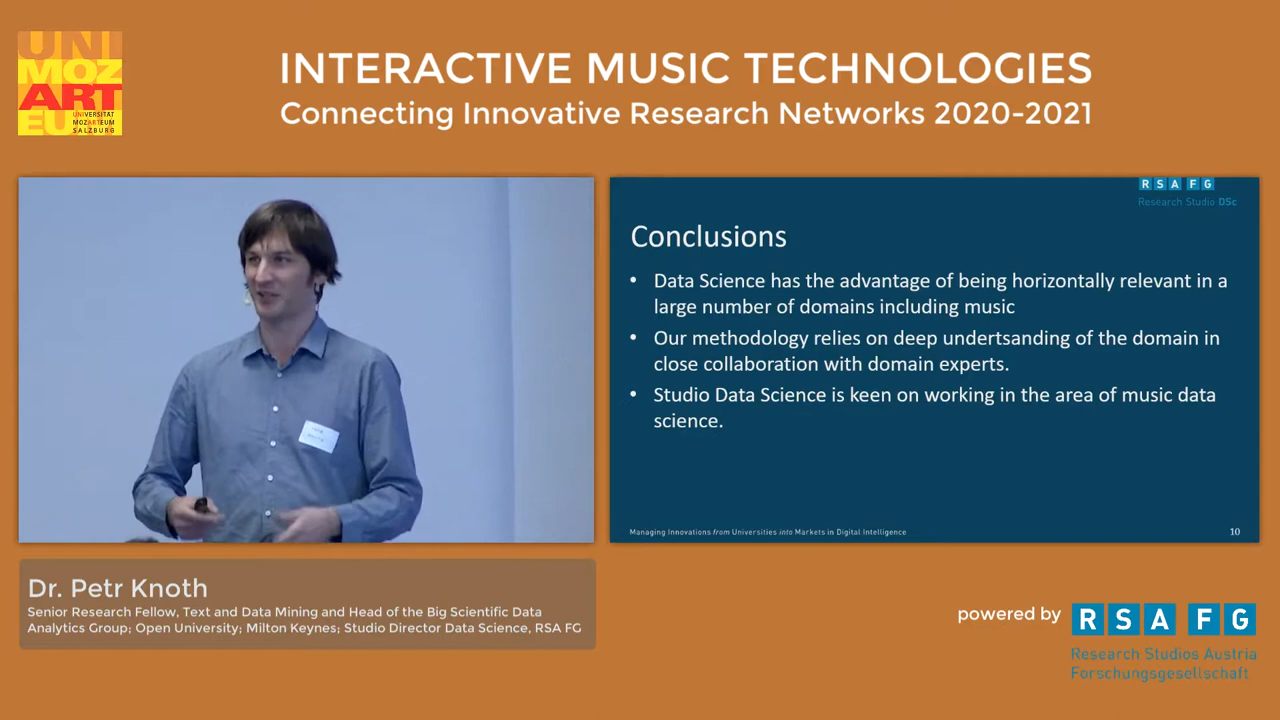 UNI
MOZ
ART
EU
UNIVERSITÄT
MOZARTEUM
SALZBURG
INTERACTIVE MUSIC TECHNOLOGIES
Connecting Innovative Research Networks 2020-2021
RSA FG
Research Studio DSc
Conclusions
• Data Science has the advantage of being horizontally relevant in a
large number of domains including music
• Our methodology relies on deep undertsanding of the domain in
close collaboration with domain experts.
• Studio Data Science is keen on working in the area of music data
science.
Managing Innovations from Universities into Markets in Digital Intelligence
10
Dr. Petr Knoth
Senior Research Fellow, Text and Data Mining and Head of the Big Scientific Data
Analytics Group; Open University; Milton Keynes; Studio Director Data Science, RSA FG
powered by
RSA FG
Research Studios Austria
Forschungsgesellschaft